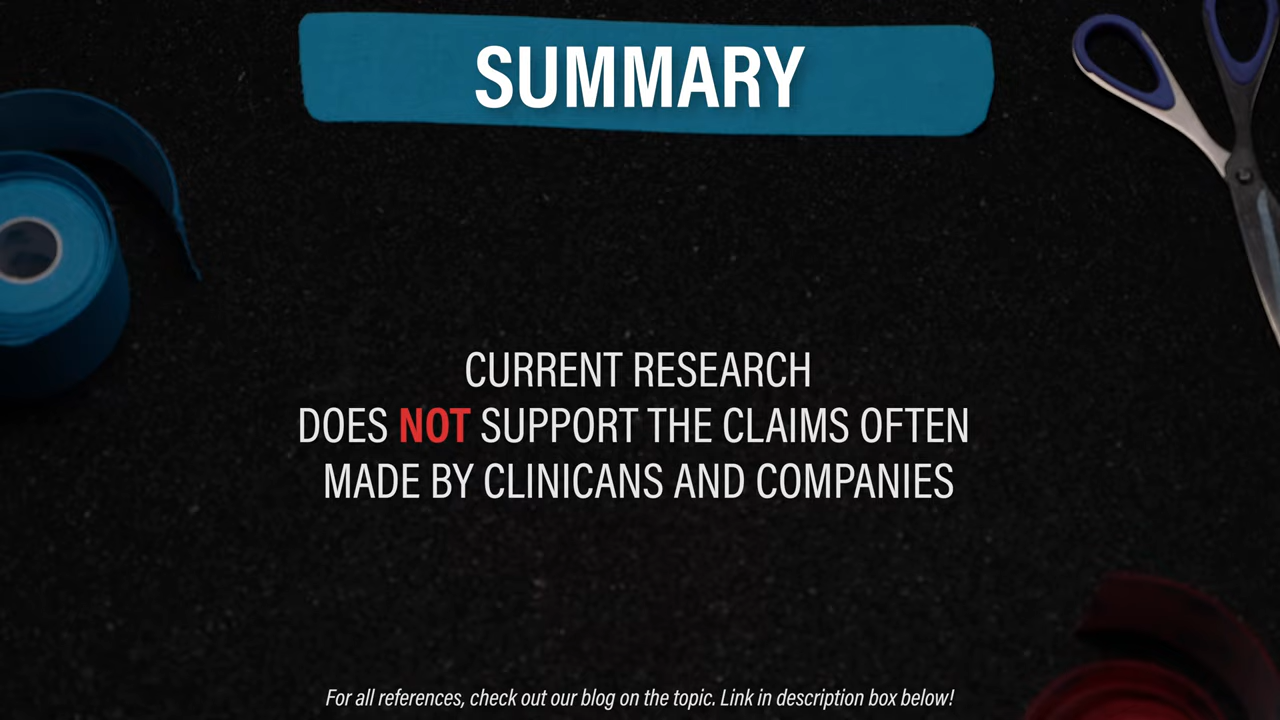 SUMMARY
CURRENT RESEARCH
DOES NOT SUPPORT THE CLAIMS OFTEN
MADE BY CLINICANS AND COMPANIES
For all references, check out our blog on the topic. Link in description box below!